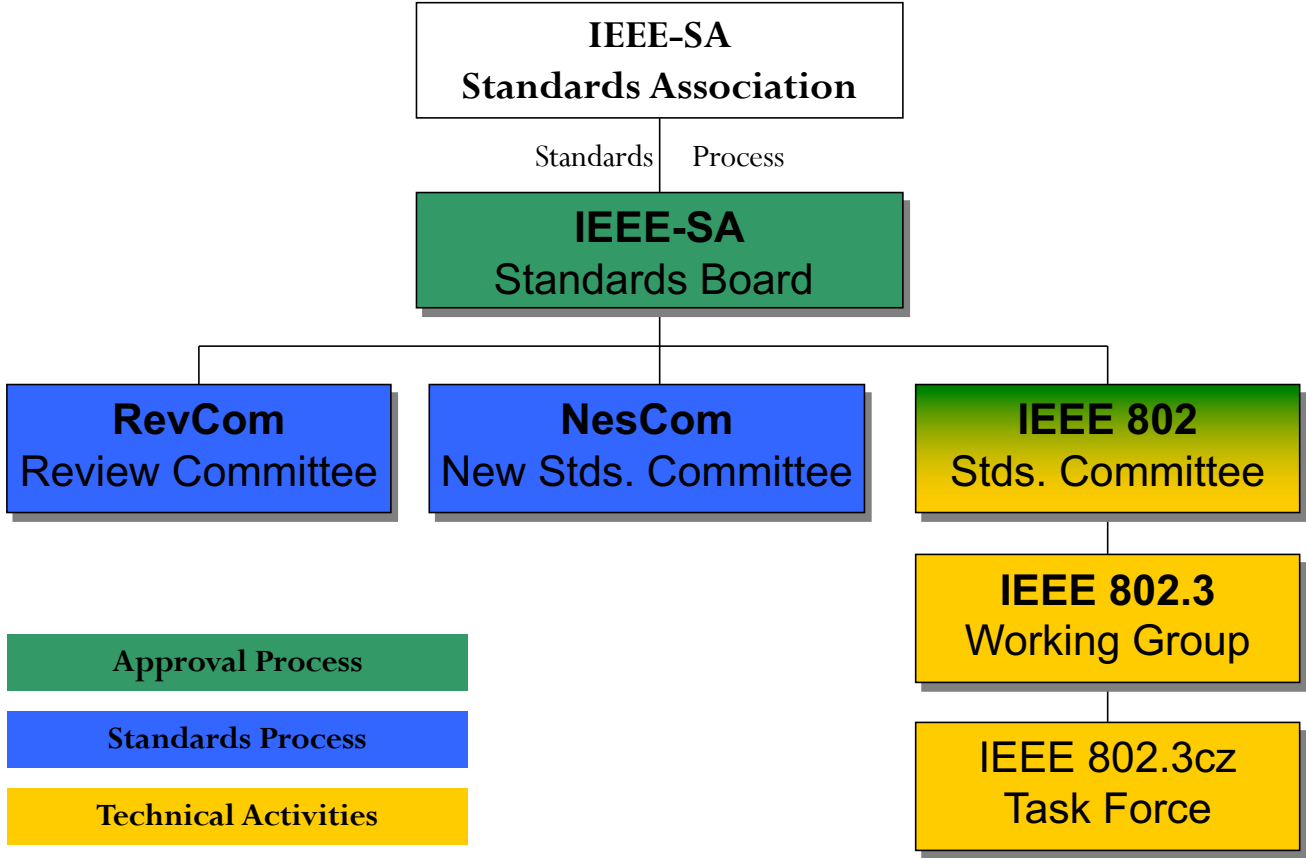 IEEE-SA
Standards Association
Standards Process
IEEE-SA
Standards Board
RevCom
Review Committee
NesCom
New Stds. Committee
IEEE 802
Stds. Committee
IEEE 802.3
Working Group
IEEE 802.3cz
Task Force
Approval Process
Standards Process
Technical Activities